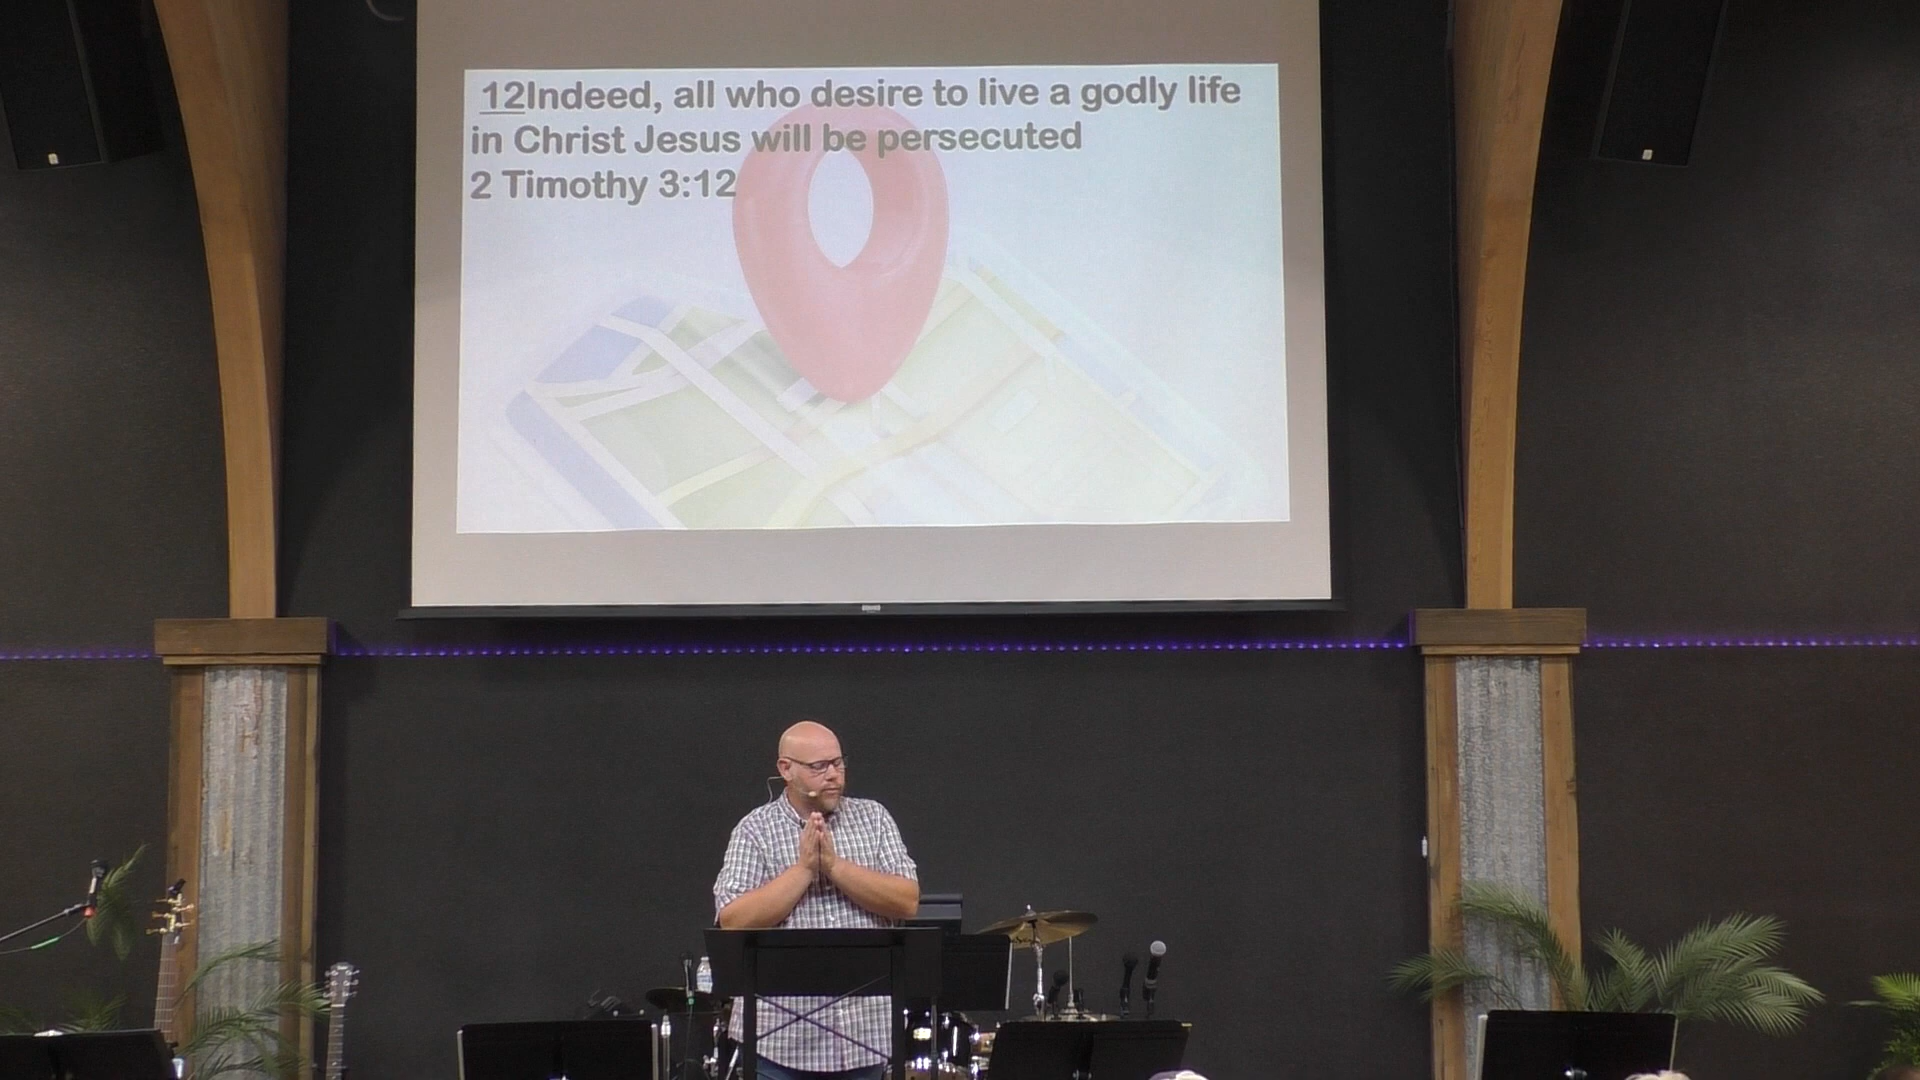 12Indeed, all who desire to live a godly life
in Christ Jesus will be persecuted
2 Timothy 3:12